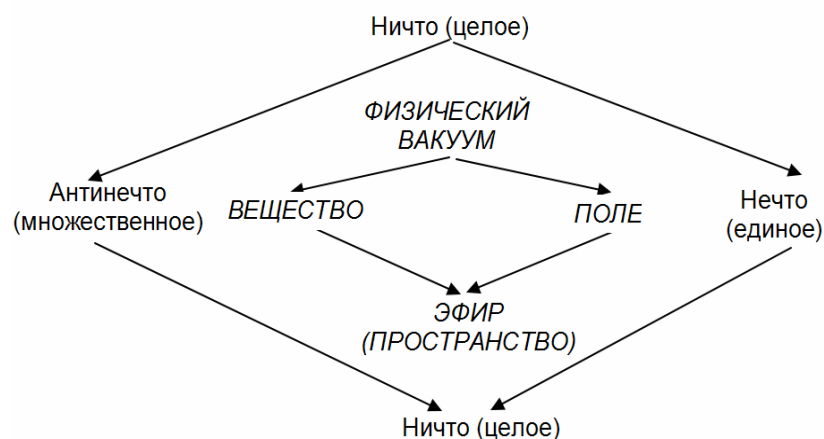 Ничто (целое)
ФИЗИЧЕСКИЙ
ВАКУУМ
Антинечто
(множественное)
ВЕЩЕСТВО
ПОЛЕ
Нечто
(единое)
ЭФИР
(ПРОСТРАНСТВО)
Ничто (целое)